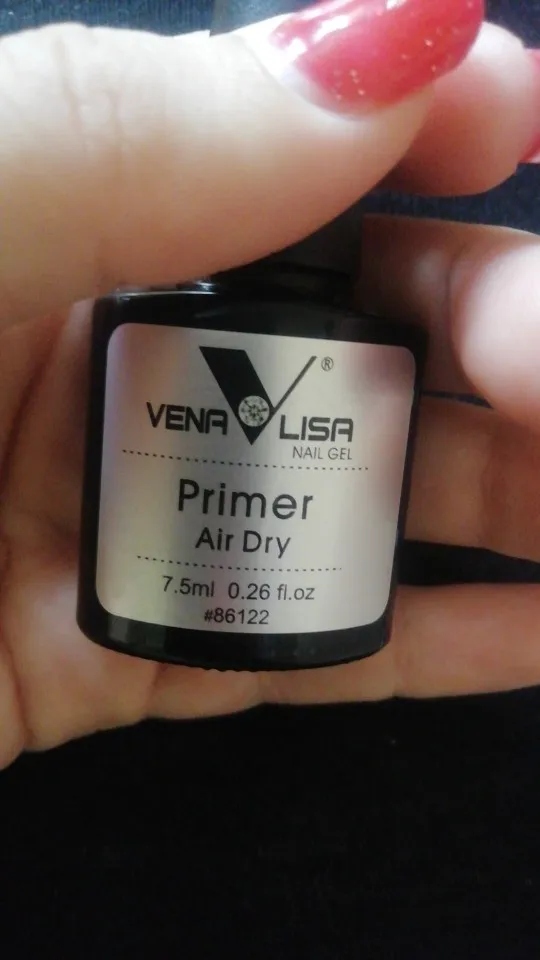 VENA LISA ®
NAIL GEL
Primer
Air Dry
7.5ml 0.26 fl.oz
#86122